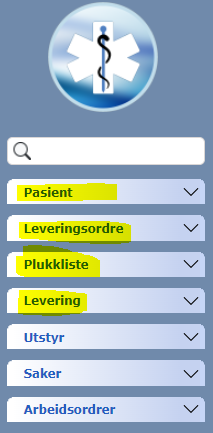 Pasient
Leveringsordre
Plukkliste
Levering
Utstyr
Saker
Arbeidsordrer